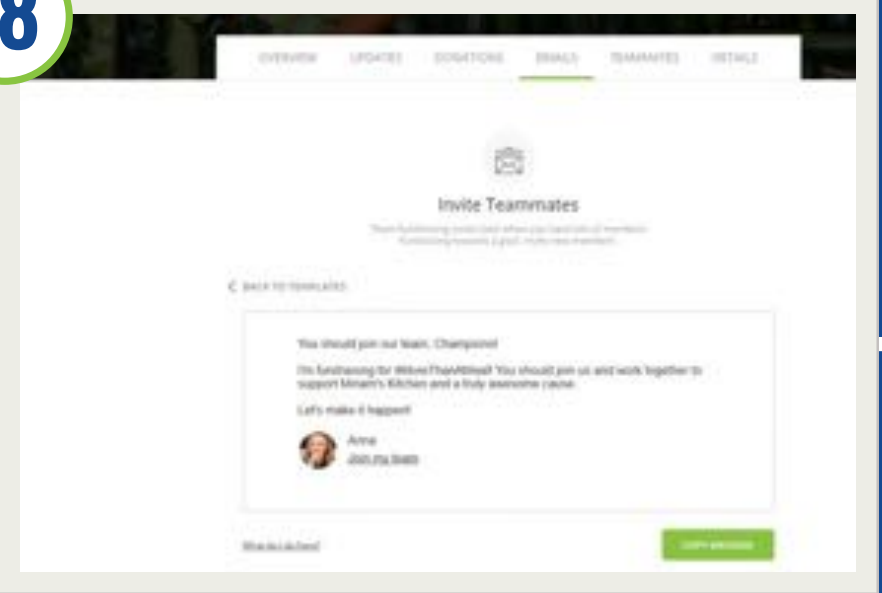 8
OVERVIEW UPDATES DONATIONS EMAILS TEAMMATES DETAILS
Invite Teammates
BACK TO TEMPLATES
You should join our team, Champions!
I'm fundraising for #MoreThanAMeal! You should join us and work together to
support Miriam's Kitchen and a truly awesome cause.
Let's make it happen!
Anna
Join my team
COPY MESSAGE